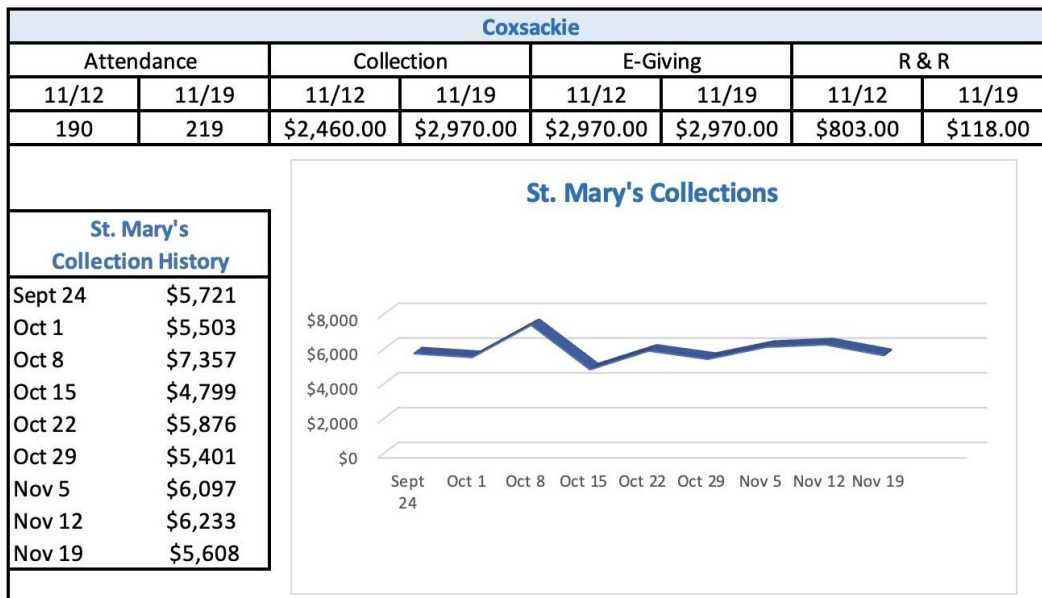 Coxsackie
Attendance Collection E-Giving R & R
11/12 11/19 11/12 11/19 11/12 11/19 11/12 11/19
190 219 $2,460.00 $2,970.00 $2,970.00 $2,970.00 $803.00 $118.00
St. Mary's
Collection History
Sept 24 $5,721
Oct 1 $5,503
Oct 8 $7,357
Oct 15 $4,799
Oct 22 $5,876
Oct 29 $5,401
Nov 5 $6,097
Nov 12 $6,233
Nov 19 $5,608
St. Mary's Collections
$8,000
$6,000
$4,000
$2,000
$0
Sept Oct 1 Oct 8 Oct 15 Oct 22 Oct 29 Nov 5 Nov 12 Nov 19
24